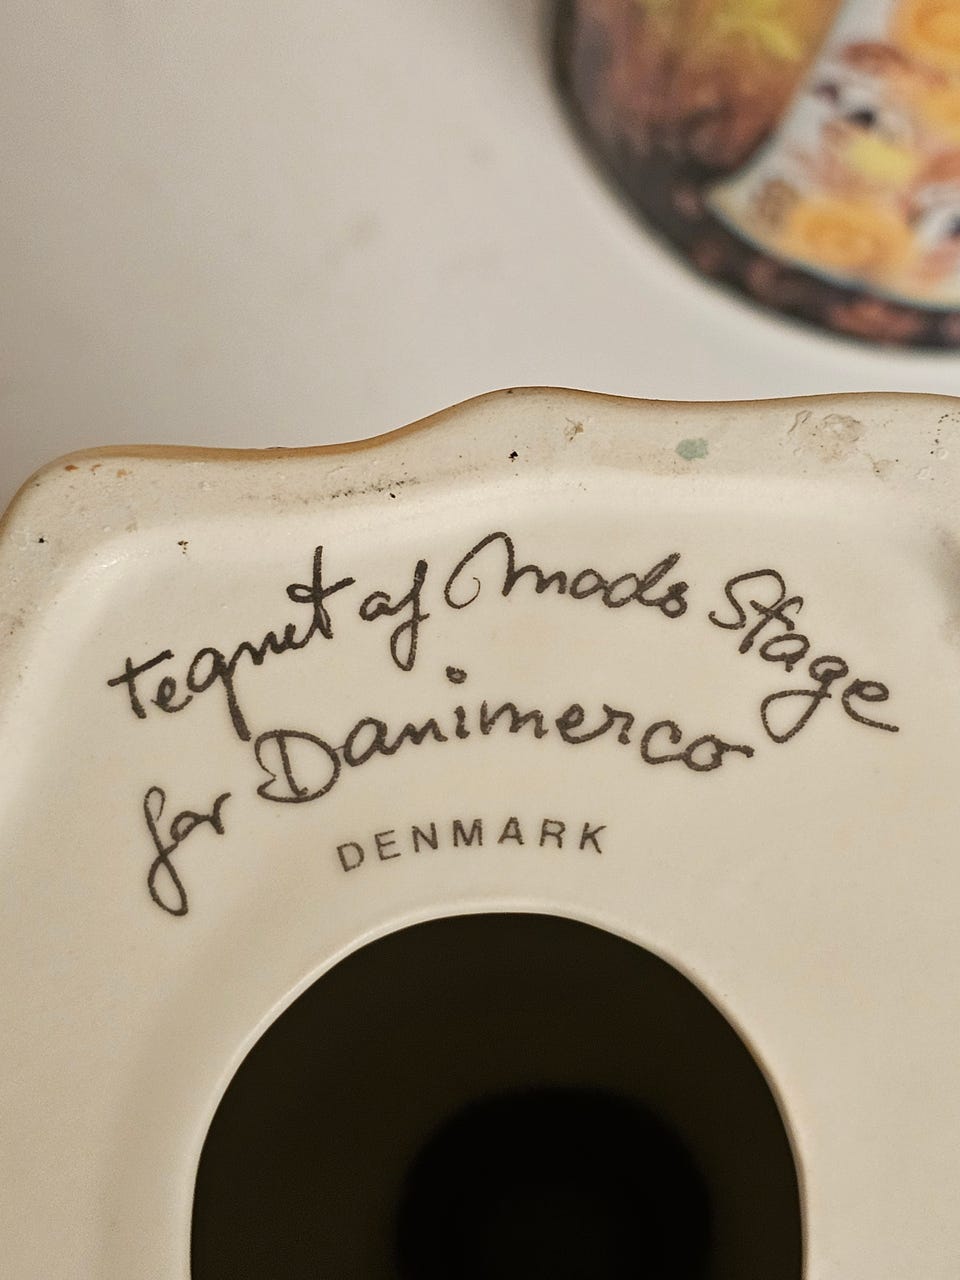 tegnet af Mads Stage
for Danimerco
DENMARK